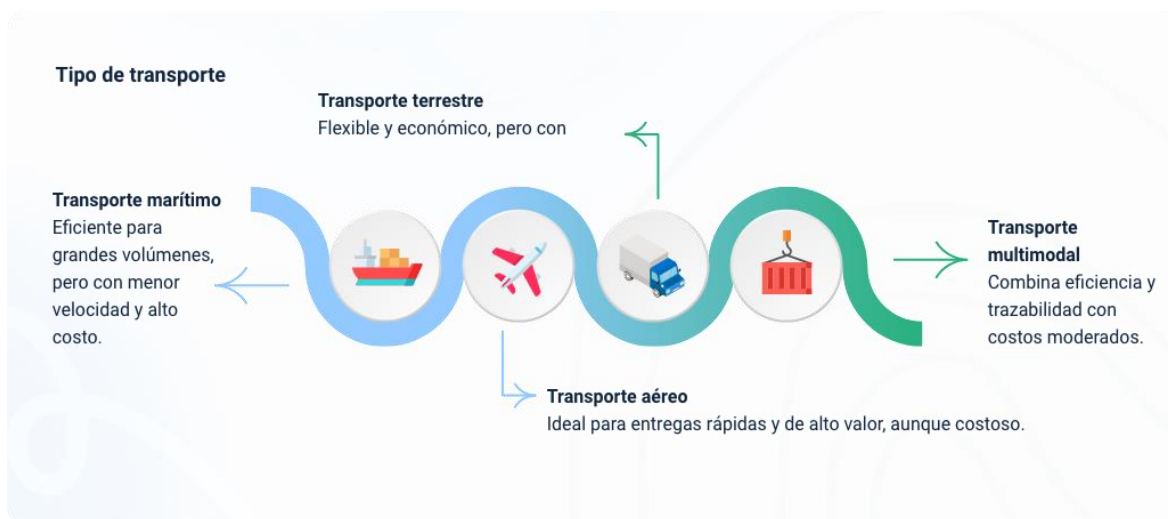 Tipo de transporte
Transporte terrestre
Flexible y económico, pero con
Transporte marítimo
Eficiente para
grandes volúmenes,
pero con menor
velocidad y alto
costo.
Transporte
multimodal
Combina eficiencia y
trazabilidad con
costos moderados.
Transporte aéreo
Ideal para entregas rápidas y de alto valor, aunque costoso.